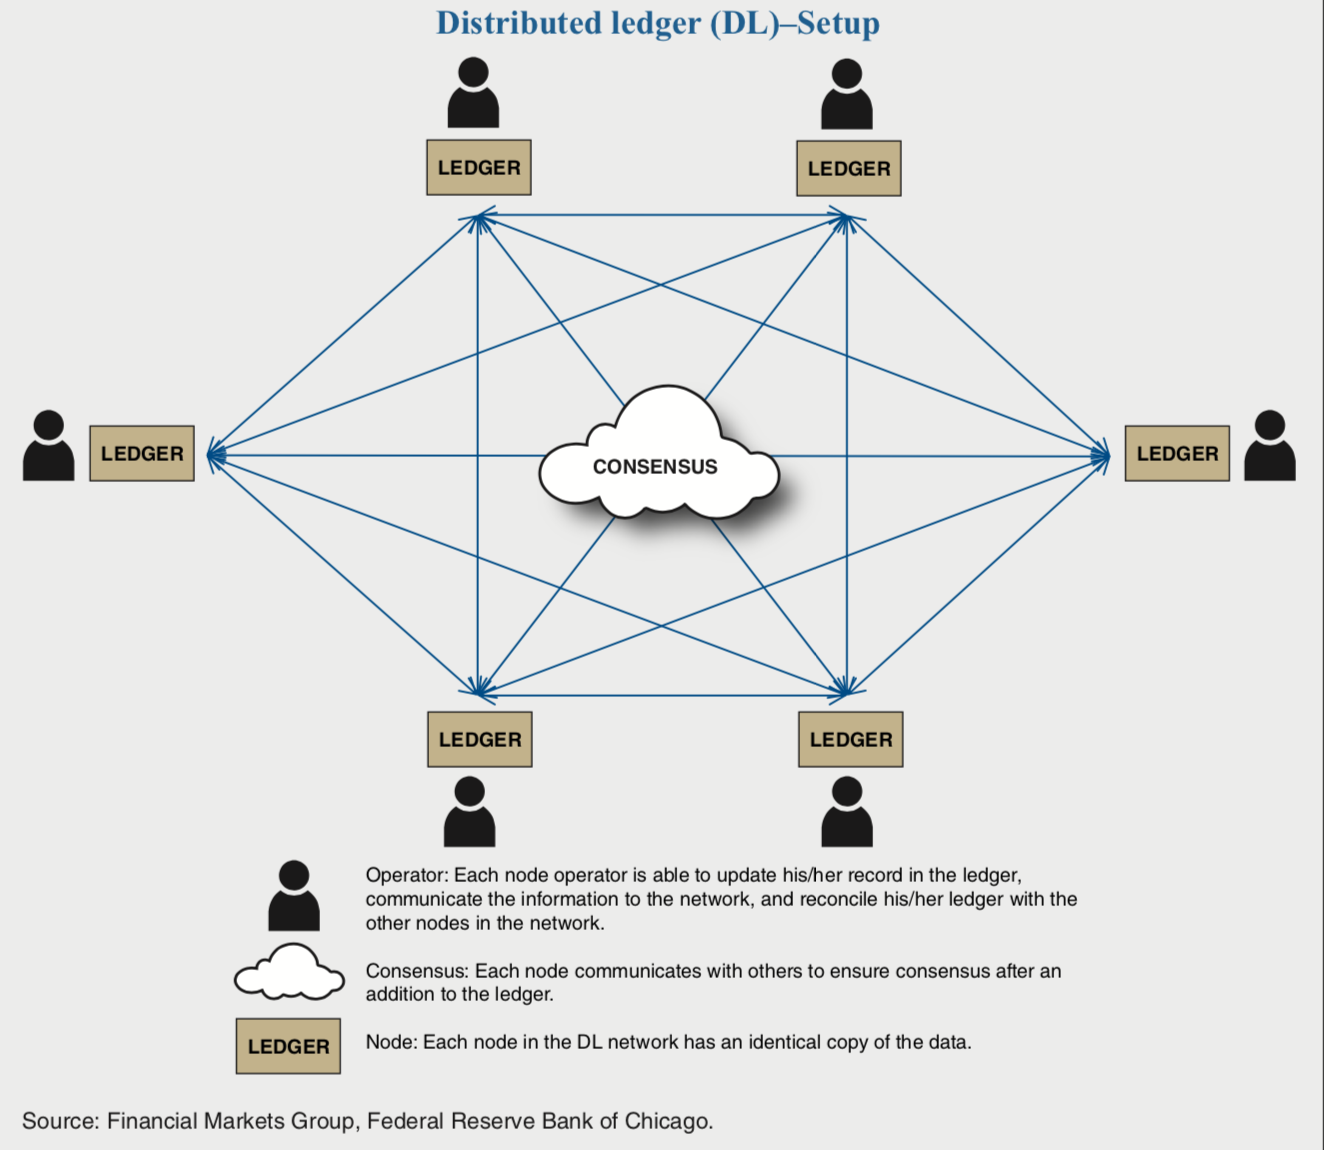 Distributed ledger (DL)–Setup
LEDGER
LEDGER
LEDGER
CONSENSUS
LEDGER
LEDGER
LEDGER
Operator: Each node operator is able to update his/her record in the ledger,
communicate the information to the network, and reconcile his/her ledger with the
other nodes in the network.
Consensus: Each node communicates with others to ensure consensus after an
addition to the ledger.
LEDGER
Node: Each node in the DL network has an identical copy of the data.
Source: Financial Markets Group, Federal Reserve Bank of Chicago.